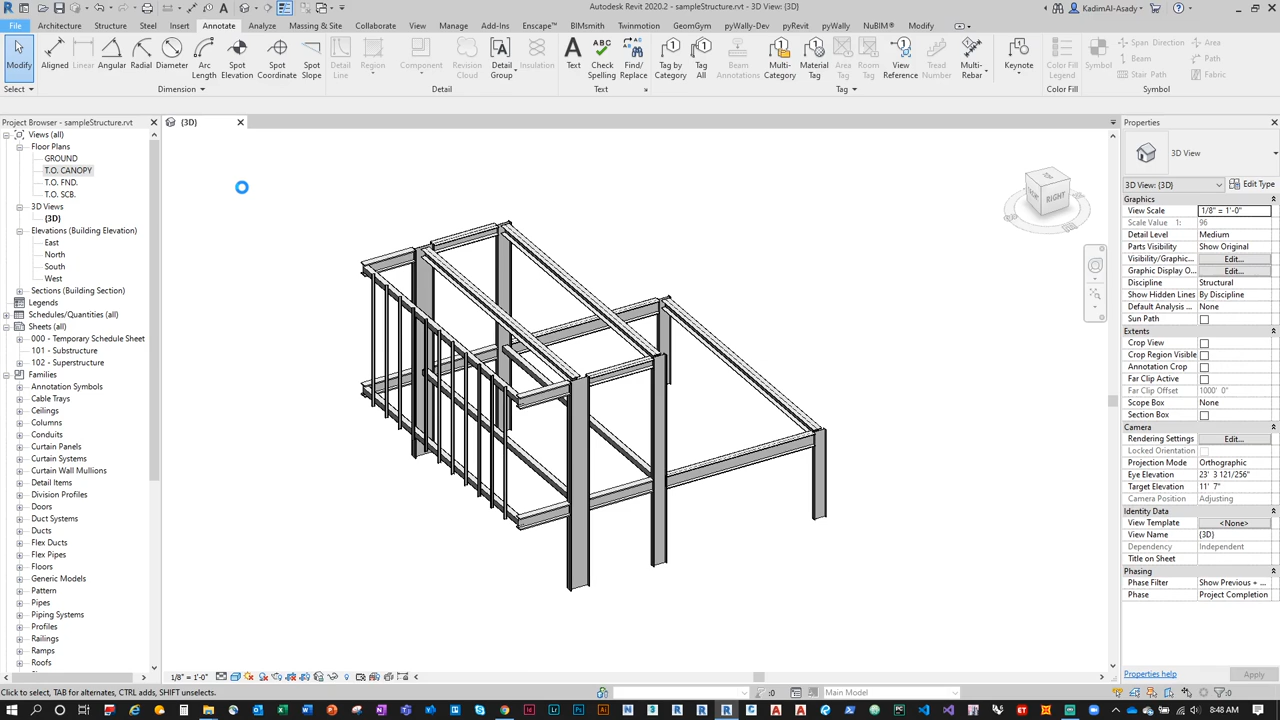 Autodesk Revit 2020.2 - sampleStructure.rvt - 3D View: {3D}
KadimAl-Asady
File
Architecture
Structure
Steel
Insert
Annotate
Analyze
Massing & Site
Collaborate
View
Manage
Add-Ins
Enscape™
BIMsmith
Twinmotion
GeomGym
Dyn-Dev
pyRevit
pyWally
NuBIM™
Modify
Modify
Aligned
Linear
Angular
Radial
Diameter
Arc
Length
Spot
Elevation
Spot
Coordinate
Spot
Slope
Detail
Line
Region
Component
Revision
Cloud
Detail
Group
Insulation
Text
ABC
Check
Spelling
Find/
Replace
Tag by
Category
Tag
All
Beam
Annotations
Multi-
Category
Material
Tag
Area
Tag
Room
Tag
View
Reference
Tread
Number
Multi-
Rebar
Keynote
Color Fill
Legend
Symbol
Span Direction
Beam
Stair Path
Area
Path
Fabric
Select
Dimension
Detail
Text
Tag
Color Fill
Symbol
Project Browser - sampleStructure.rvt
Views (all)
Floor Plans
GROUND
T.O. CANOPY
T.O. FND.
T.O. SCB.
3D Views
{3D}
Elevations (Building Elevation)
East
North
South
West
Sections (Building Section)
Legends
Schedules/Quantities (all)
Sheets (all)
000 - Temporary Schedule Sheet
101 - Substructure
102 - Superstructure
Families
Annotation Symbols
Cable Trays
Ceilings
Columns
Conduits
Curtain Panels
Curtain Systems
Curtain Wall Mullions
Detail Items
Division Profiles
Doors
Duct Systems
Ducts
Flex Ducts
Flex Pipes
Floors
Generic Models
Pattern
Pipes
Piping Systems
Profiles
Railings
Ramps
Roofs
{3D}
RIGHT
Properties
3D View
3D View: {3D}
Edit Type
Graphics
View Scale 1/8" = 1'-0"
Scale Value 1: 96
Detail Level Medium
Parts Visibility Show Original
Visibility/Graphic... Edit...
Graphic Display O... Edit...
Discipline Structural
Show Hidden Lines By Discipline
Default Analysis ... None
Sun Path
Extents
Crop View
Crop Region Visible
Annotation Crop
Far Clip Active
Far Clip Offset 1000' 0"
Scope Box None
Section Box
Camera
Rendering Settings Edit...
Locked Orientation
Projection Mode Orthographic
Eye Elevation 23' 3 121/256"
Target Elevation 11' 7"
Camera Position Adjusting
Identity Data
View Template <None>
View Name {3D}
Dependency Independent
Title on Sheet
Phasing
Phase Filter Show Previous + ...
Phase Project Completion
Properties help
Apply
1/8" = 1'-0"
Click to select, TAB for alternates, CTRL adds, SHIFT unselects.
:0
Main Model
:0
8:48 AM